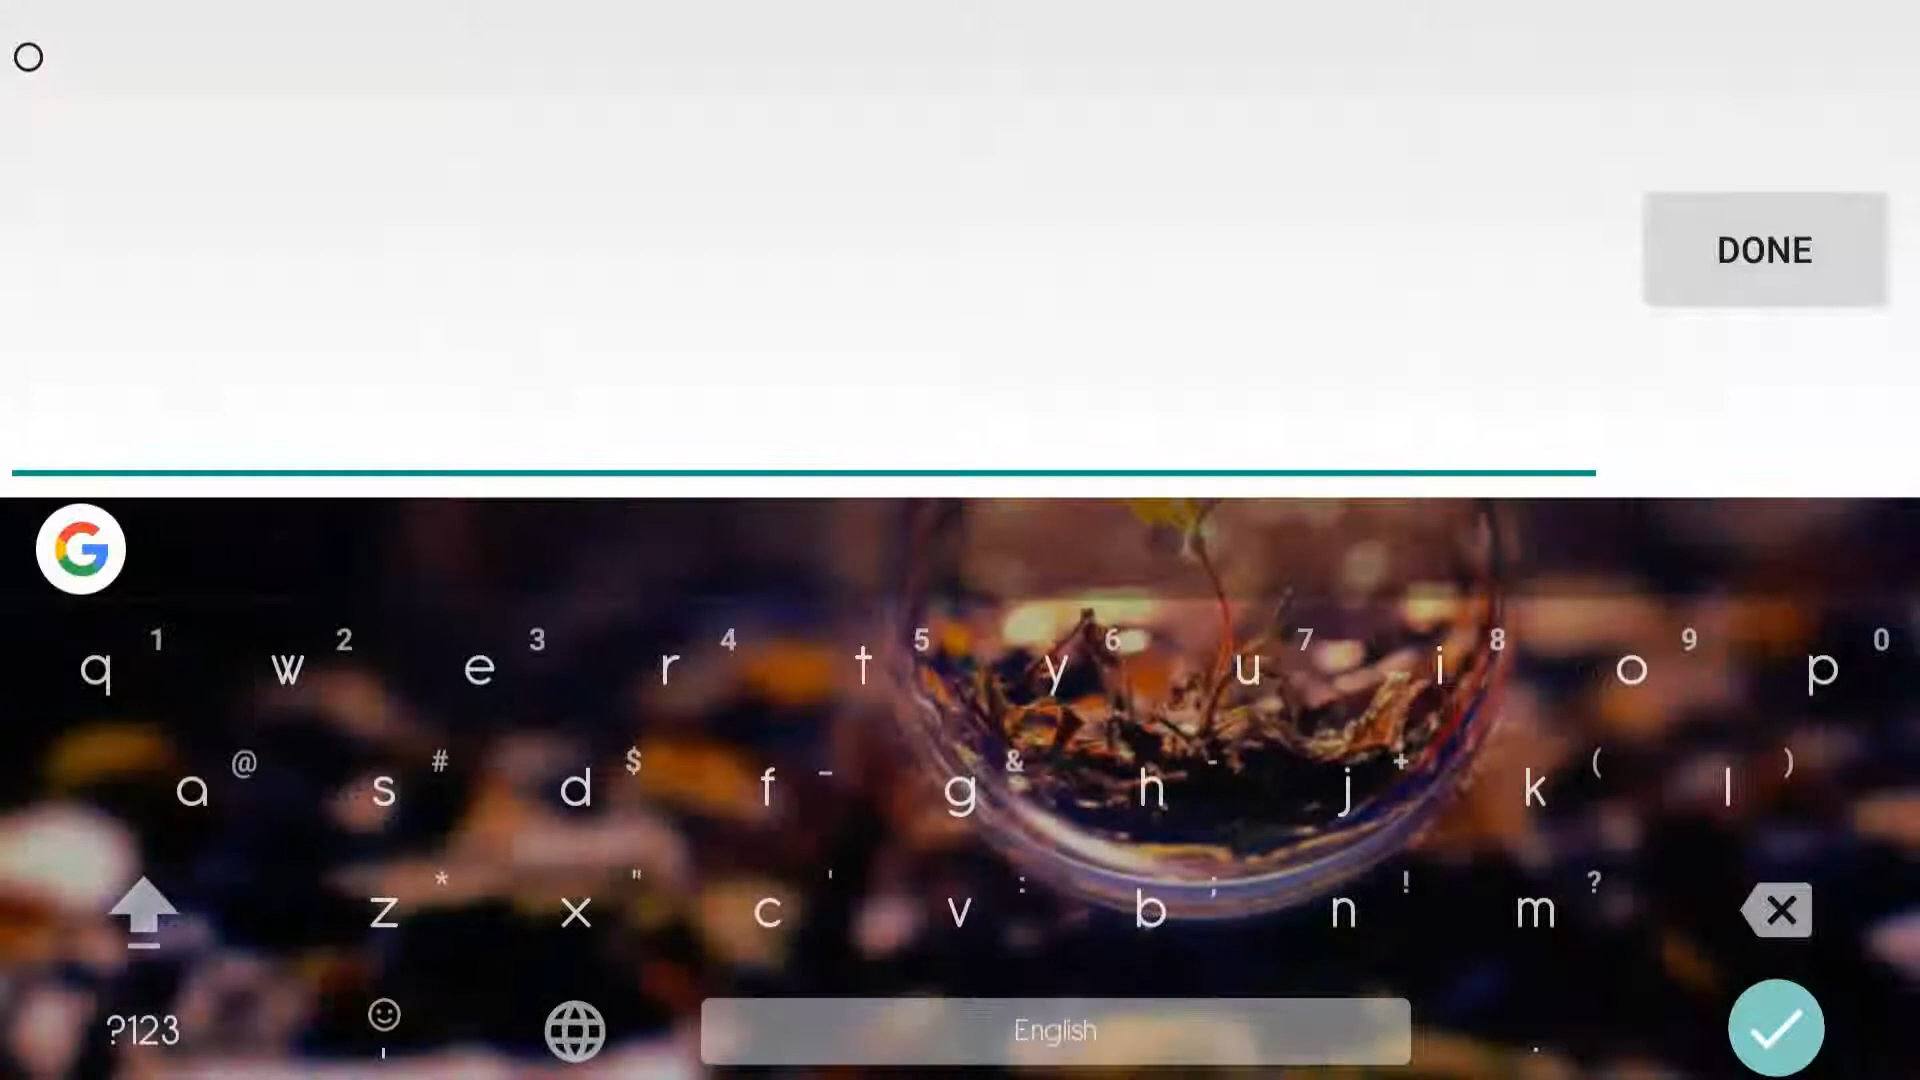 o
DONE
G
q 1 w 2 e 3 r 4 t 5 y 6 u 7 i 8 o 9 p 0
a @ s # d $ f _ g & h - j + k ( l )
z * x " c ' v : b ; n ! m ?
?123 , English .